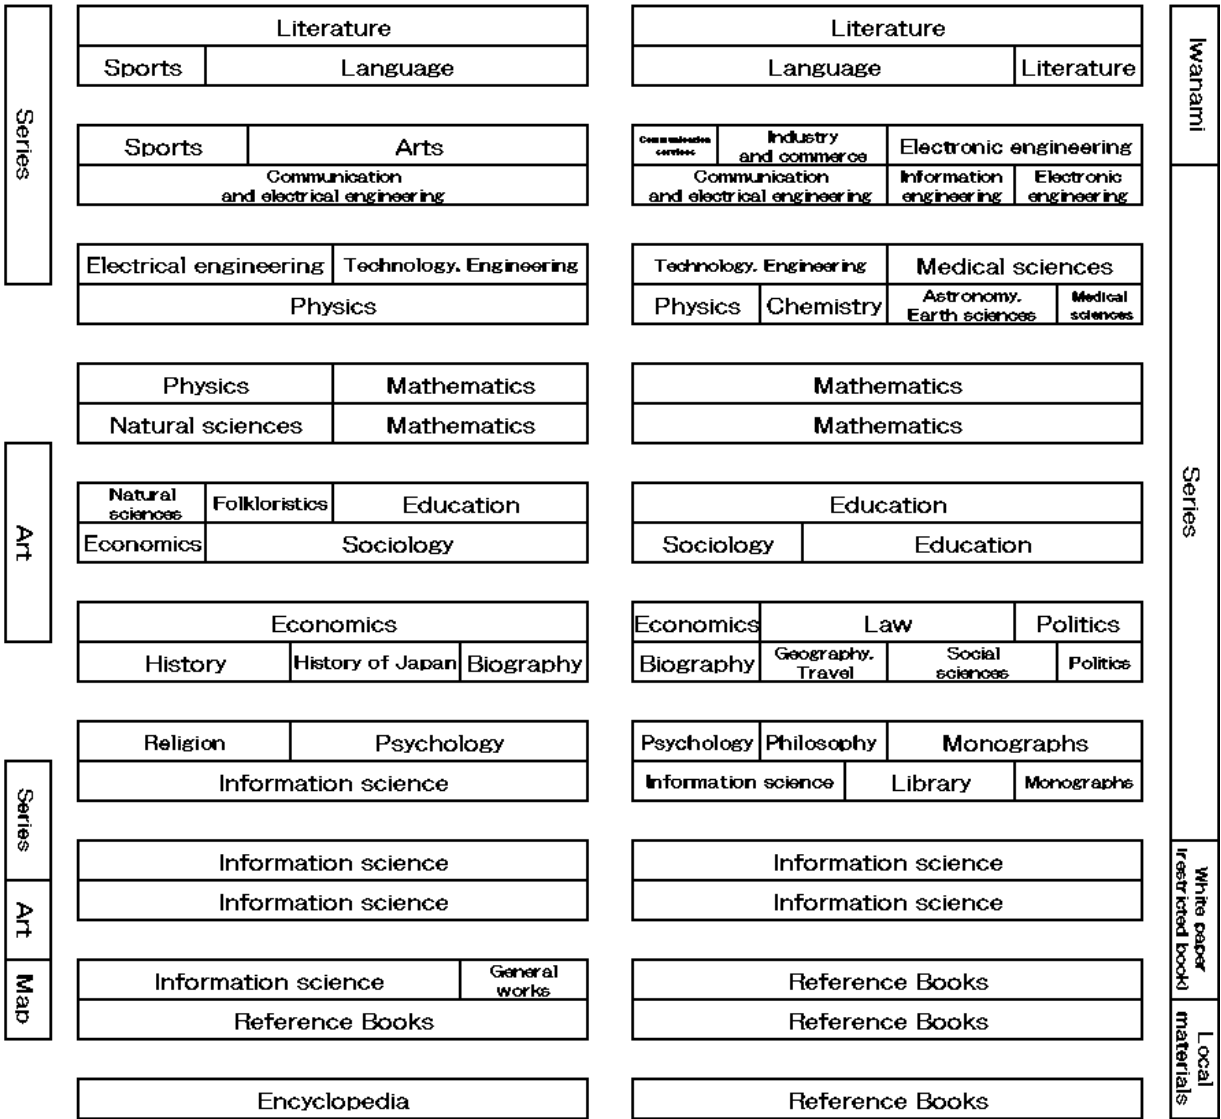 Series
Art
Series
Art
Map
Literature
Sports Language
Sports Arts
Communication
and electrical engineering
Electrical engineering Technology, Engineering
Physics
Physics Mathematics
Natural sciences Mathematics
Natural
sciences
Folkloristics Education
Economics Sociology
Economics
History History of Japan Biography
Religion Psychology
Information science
Information science
Information science
Information science
General
works
Reference Books
Encyclopedia
Literature
Language Literature
Communication
services
Industry
and commerce
Electronic engineering
Communication
and electrical engineering
Information
engineering
Electronic
engineering
Technology, Engineering Medical sciences
Physics Chemistry
Astronomy,
Earth sciences
Medical
sciences
Mathematics
Mathematics
Education
Sociology Education
Economics Law Politics
Biography
Geography,
Travel
Social
sciences
Politics
Psychology Philosophy Monographs
Information science Library Monographs
Information science
Information science
Reference Books
Reference Books
Reference Books
Iwanami
Series
White paper
(restricted book)
Local
materials